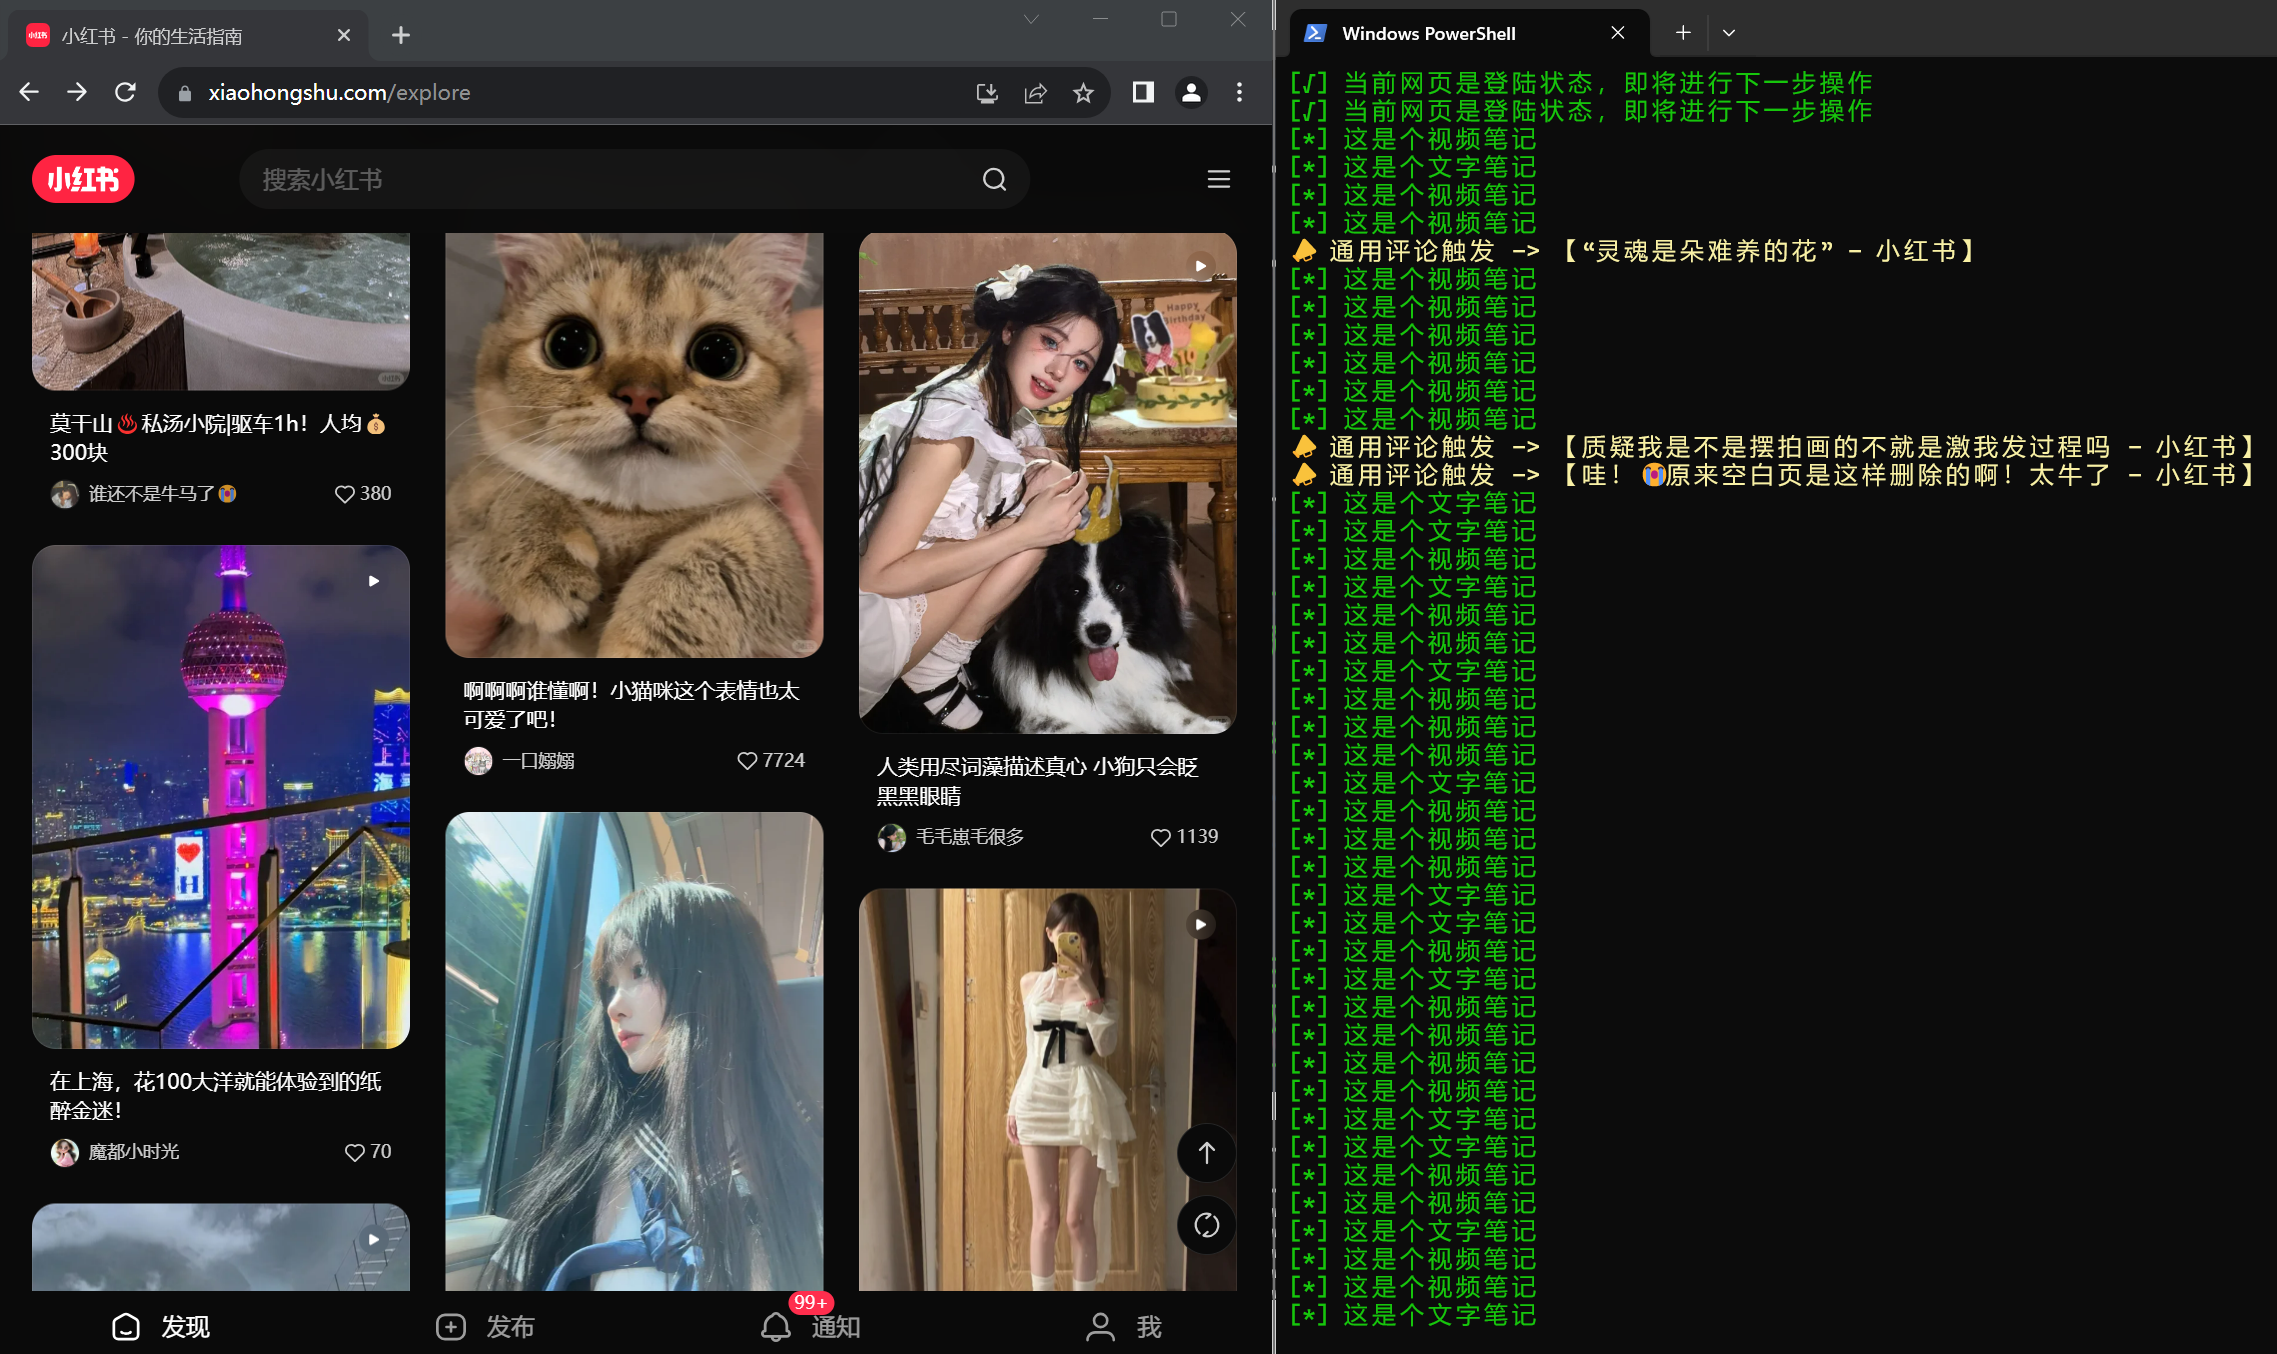 小红书 - 你的生活指南
xiaohongshu.com/explore
小红书
搜索小红书
莫干山♨️私汤小院|驱车1h！人均💰
300块
谁还不是牛马了😭
380
在上海，花100大洋就能体验到的纸
醉金迷！
魔都小时光
70
啊啊啊谁懂啊！小猫咪这个表情也太
可爱了吧！
一口嫋嫋
7724
Happy
Birthday
人类用尽词藻描述真心 小狗只会眨
黑黑眼睛
毛毛崽毛很多
1139
发现
发布
99+
通知
我
Windows PowerShell
[√] 当前网页是登陆状态，即将进行下一步操作
[√] 当前网页是登陆状态，即将进行下一步操作
[*] 这是个视频笔记
[*] 这是个文字笔记
[*] 这是个视频笔记
[*] 这是个视频笔记
📣 通用评论触发 -> 【“灵魂是朵难养的花” - 小红书】
[*] 这是个视频笔记
[*] 这是个视频笔记
[*] 这是个视频笔记
[*] 这是个视频笔记
[*] 这是个视频笔记
[*] 这是个视频笔记
📣 通用评论触发 -> 【质疑我是不是摆拍画的不就是激我发过程吗 - 小红书】
📣 通用评论触发 -> 【哇！😭原来空白页是这样删除的啊！太牛了 - 小红书】
[*] 这是个文字笔记
[*] 这是个文字笔记
[*] 这是个视频笔记
[*] 这是个文字笔记
[*] 这是个视频笔记
[*] 这是个视频笔记
[*] 这是个文字笔记
[*] 这是个视频笔记
[*] 这是个视频笔记
[*] 这是个视频笔记
[*] 这是个文字笔记
[*] 这是个视频笔记
[*] 这是个视频笔记
[*] 这是个视频笔记
[*] 这是个文字笔记
[*] 这是个文字笔记
[*] 这是个视频笔记
[*] 这是个文字笔记
[*] 这是个视频笔记
[*] 这是个视频笔记
[*] 这是个视频笔记
[*] 这是个视频笔记
[*] 这是个文字笔记
[*] 这是个文字笔记
[*] 这是个视频笔记
[*] 这是个视频笔记
[*] 这是个文字笔记
[*] 这是个视频笔记
[*] 这是个视频笔记
[*] 这是个文字笔记